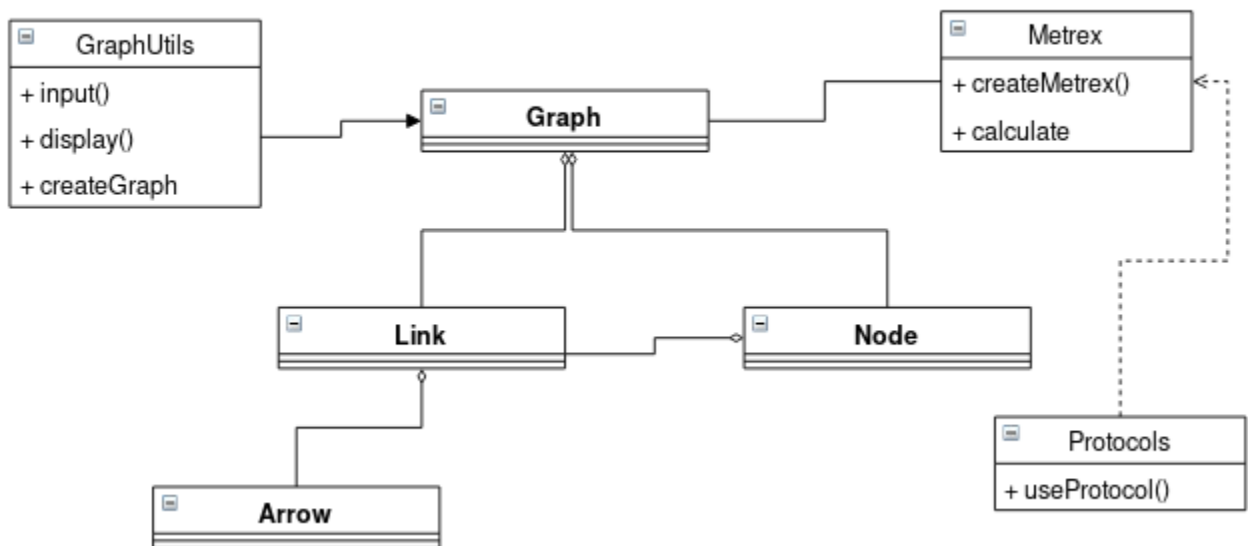 GraphUtils
+ input()
+ display()
+ createGraph
Graph
Metrex
+ createMetrex()
+ calculate
Link
Node
Arrow
Protocols
+ useProtocol()